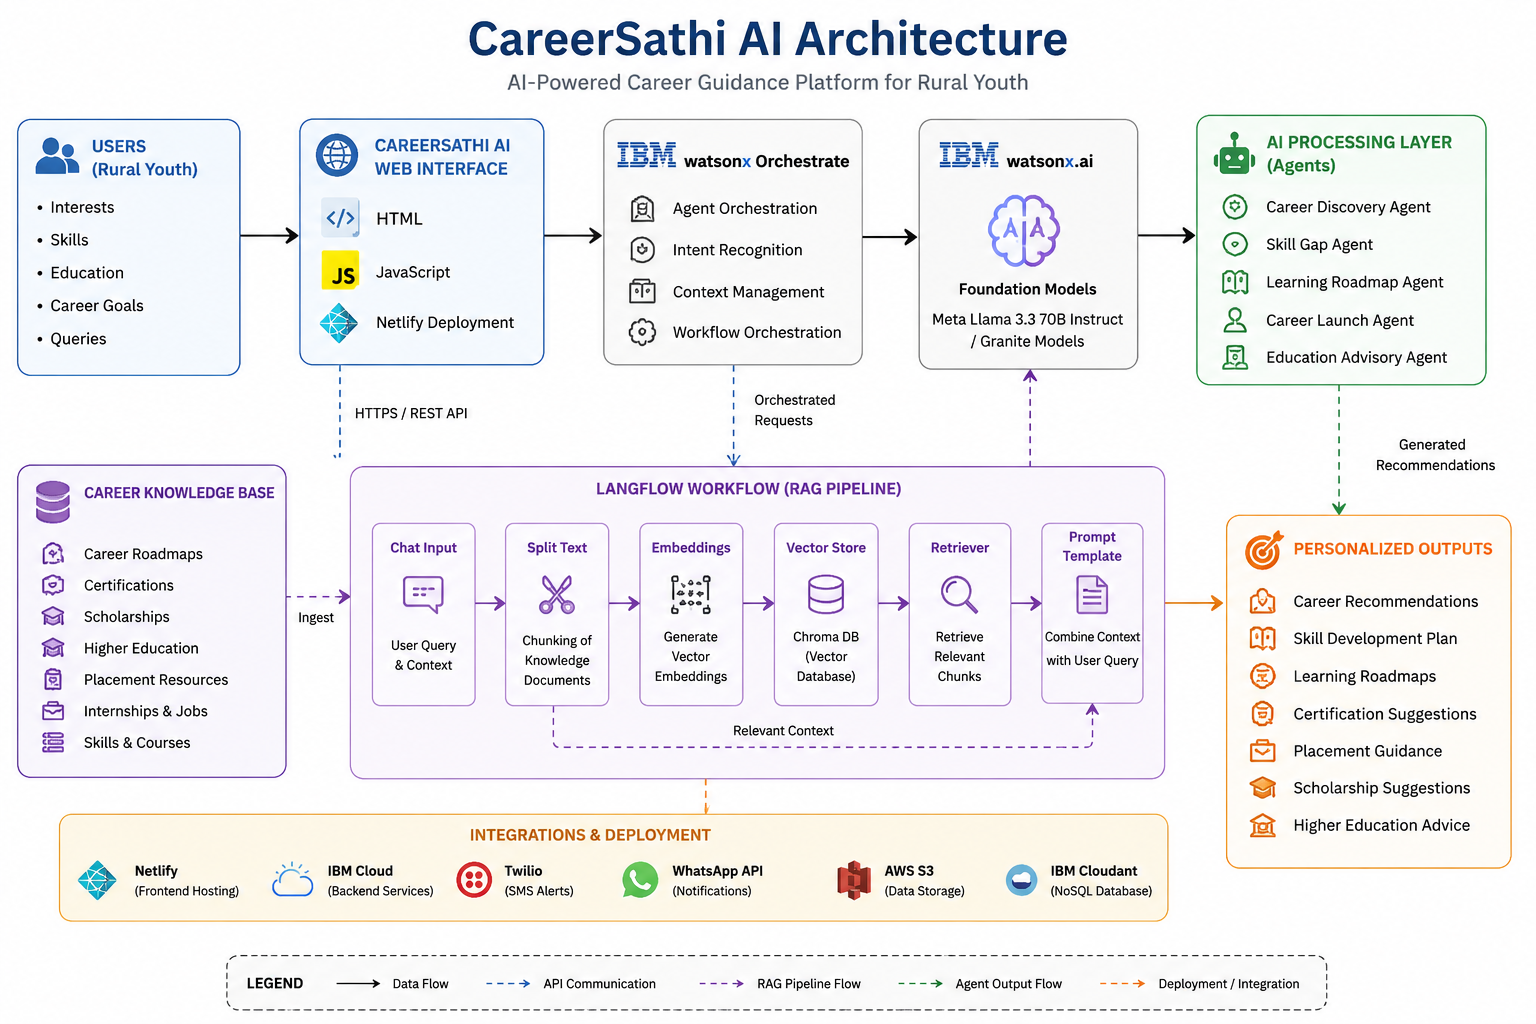 CareerSathi AI Architecture
AI-Powered Career Guidance Platform for Rural Youth
USERS
(Rural Youth)
• Interests
• Skills
• Education
• Career Goals
• Queries
CAREERSATHI AI
WEB INTERFACE
</>
HTML
JS
JavaScript
Netlify Deployment
IBM watsonx Orchestrate
Agent Orchestration
Intent Recognition
Context Management
Workflow Orchestration
IBM watsonx.ai
AI
Foundation Models
Meta Llama 3.3 70B Instruct
/ Granite Models
AI PROCESSING LAYER
(Agents)
Career Discovery Agent
Skill Gap Agent
Learning Roadmap Agent
Career Launch Agent
Education Advisory Agent
HTTPS / REST API
Orchestrated
Requests
Generated
Recommendations
CAREER KNOWLEDGE BASE
Career Roadmaps
Certifications
Scholarships
Higher Education
Placement Resources
Internships & Jobs
Skills & Courses
Ingest
LANGFLOW WORKFLOW (RAG PIPELINE)
Chat Input
User Query
& Context
Split Text
Chunking of
Knowledge
Documents
Embeddings
Generate
Vector
Embeddings
Vector Store
Chroma DB
(Vector
Database)
Retriever
Retrieve
Relevant
Chunks
Prompt
Template
Combine Context
with User Query
Relevant Context
PERSONALIZED OUTPUTS
Career Recommendations
Skill Development Plan
Learning Roadmaps
Certification Suggestions
Placement Guidance
Scholarship Suggestions
Higher Education Advice
INTEGRATIONS & DEPLOYMENT
Netlify
(Frontend Hosting)
IBM Cloud
(Backend Services)
Twilio
(SMS Alerts)
WhatsApp API
(Notifications)
AWS S3
(Data Storage)
IBM Cloudant
(NoSQL Database)
LEGEND
Data Flow
API Communication
RAG Pipeline Flow
Agent Output Flow
Deployment / Integration